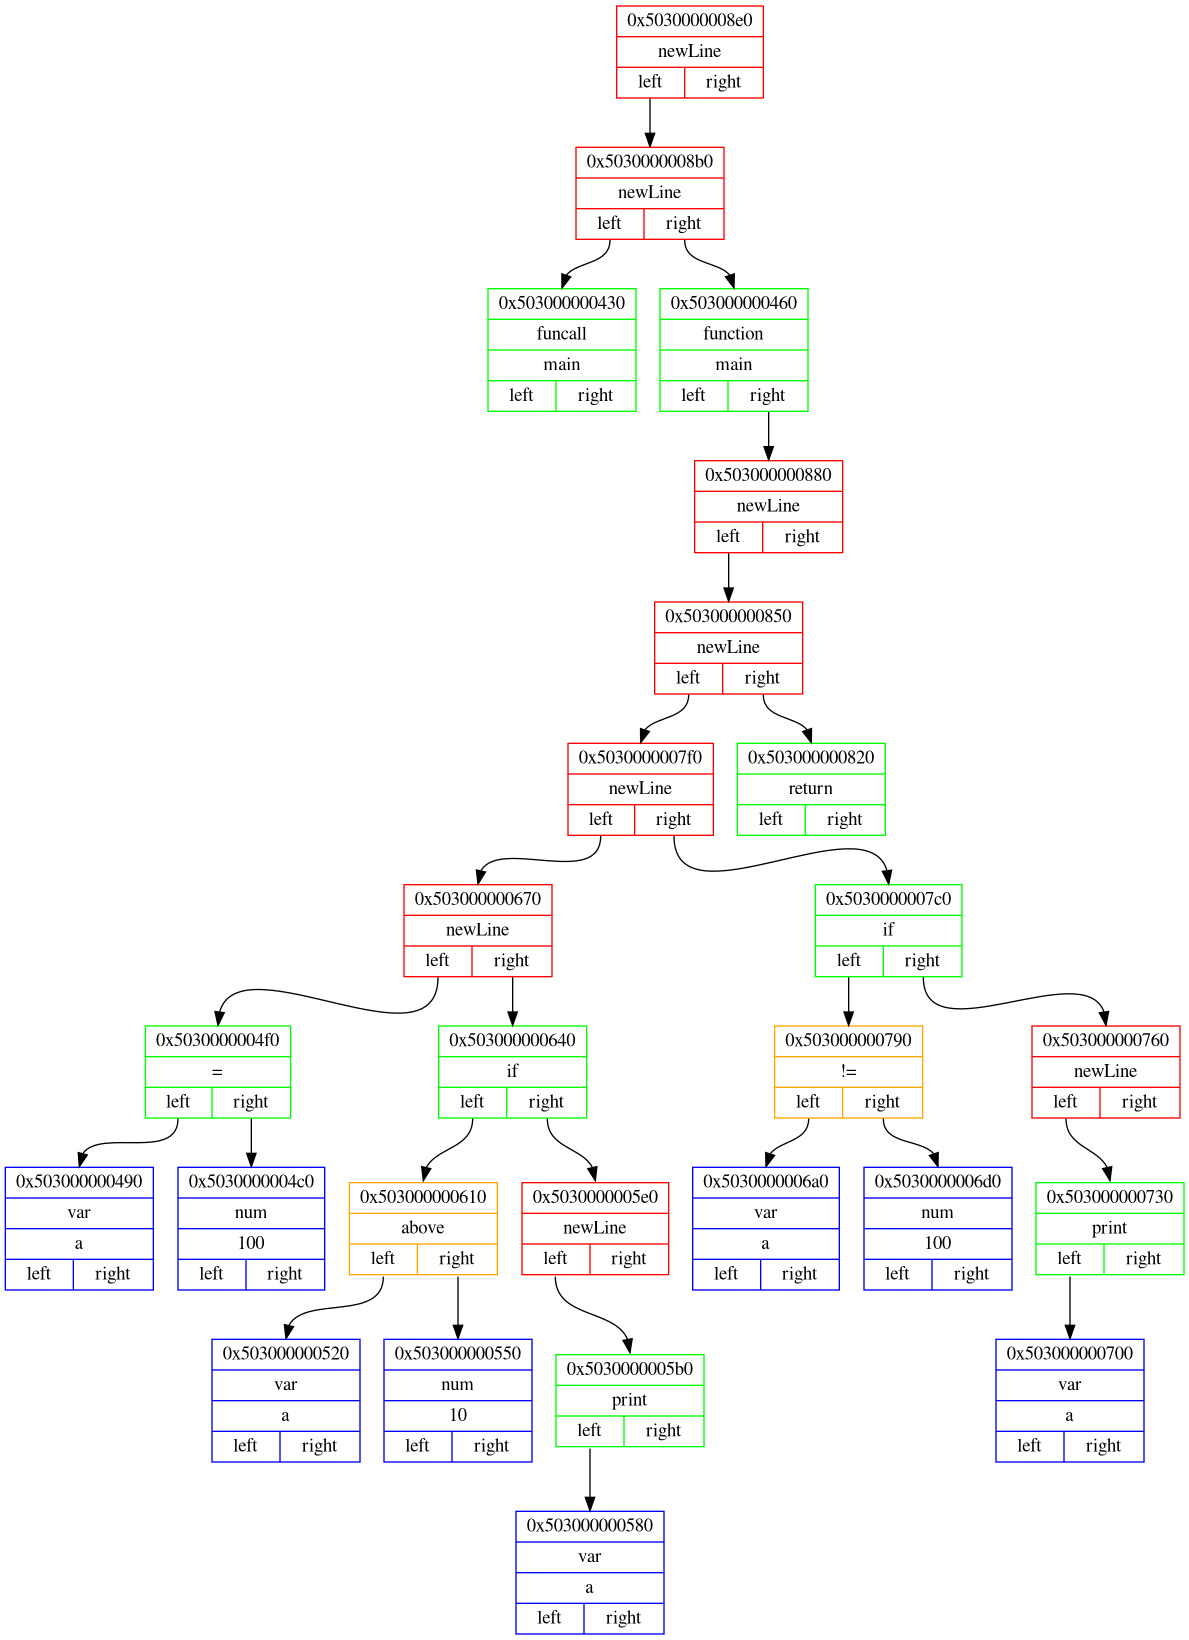 0x5030000008e0
newLine
left right
0x5030000008b0
newLine
left right
0x503000000430
funcall
main
left right
0x503000000460
function
main
left right
0x503000000880
newLine
left right
0x503000000850
newLine
left right
0x5030000007f0
newLine
left right
0x503000000820
return
left right
0x503000000670
newLine
left right
0x5030000007c0
if
left right
0x5030000004f0
=
left right
0x503000000640
if
left right
0x503000000790
!=
left right
0x503000000760
newLine
left right
0x503000000490
var
a
left right
0x5030000004c0
num
100
left right
0x503000000610
above
left right
0x5030000005e0
newLine
left right
0x5030000006a0
var
a
left right
0x5030000006d0
num
100
left right
0x503000000730
print
left right
0x503000000520
var
a
left right
0x503000000550
num
10
left right
0x5030000005b0
print
left right
0x503000000700
var
a
left right
0x503000000580
var
a
left right